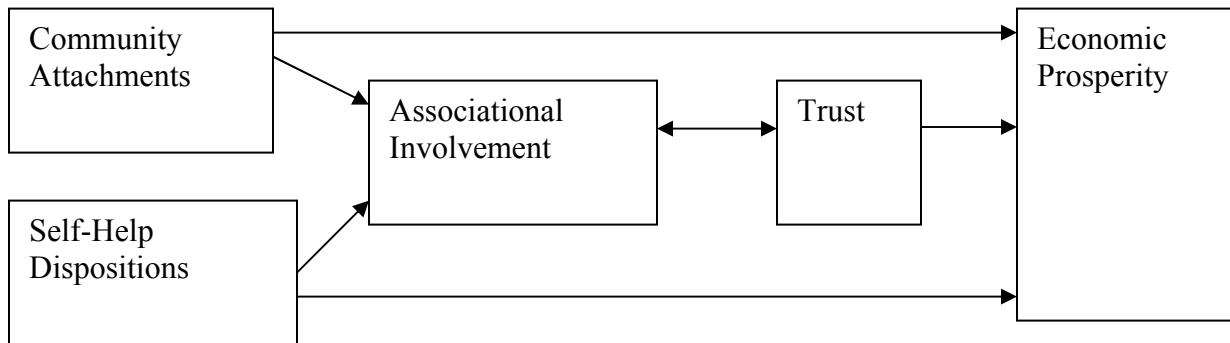 Community
Attachments
Associational
Involvement
Trust
Economic
Prosperity
Self-Help
Dispositions